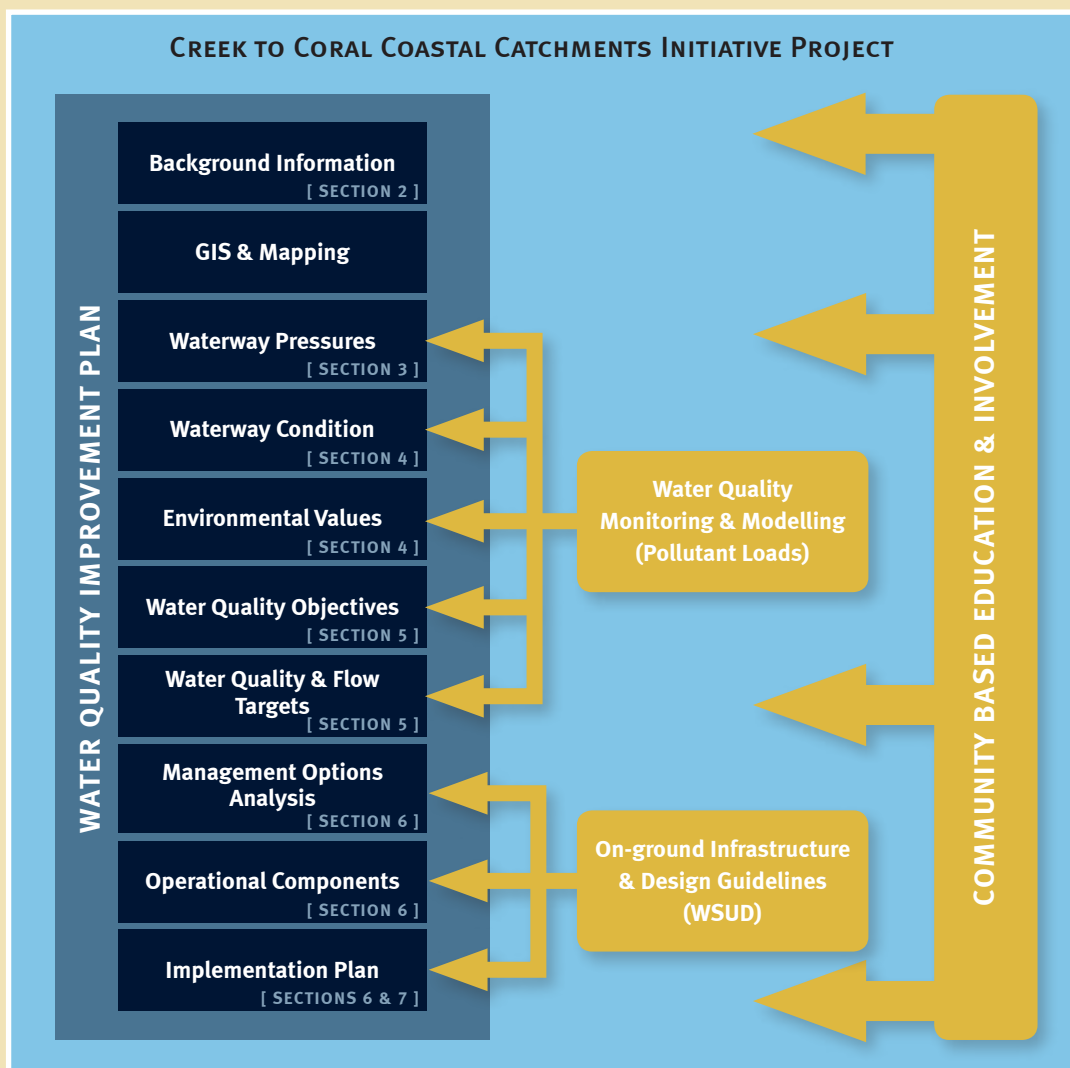 CREEK TO CORAL COASTAL CATCHMENTS INITIATIVE PROJECT
WATER QUALITY IMPROVEMENT PLAN
Background Information
[ SECTION 2 ]
GIS & Mapping
Waterway Pressures
[ SECTION 3 ]
Waterway Condition
[ SECTION 4 ]
Environmental Values
[ SECTION 4 ]
Water Quality Objectives
[ SECTION 5 ]
Water Quality & Flow
Targets
[ SECTION 5 ]
Management Options
Analysis
[ SECTION 6 ]
Operational Components
[ SECTION 6 ]
Implementation Plan
[ SECTIONS 6 & 7 ]
Water Quality
Monitoring & Modelling
(Pollutant Loads)
On-ground Infrastructure
& Design Guidelines
(WSUD)
COMMUNITY BASED EDUCATION & INVOLVEMENT